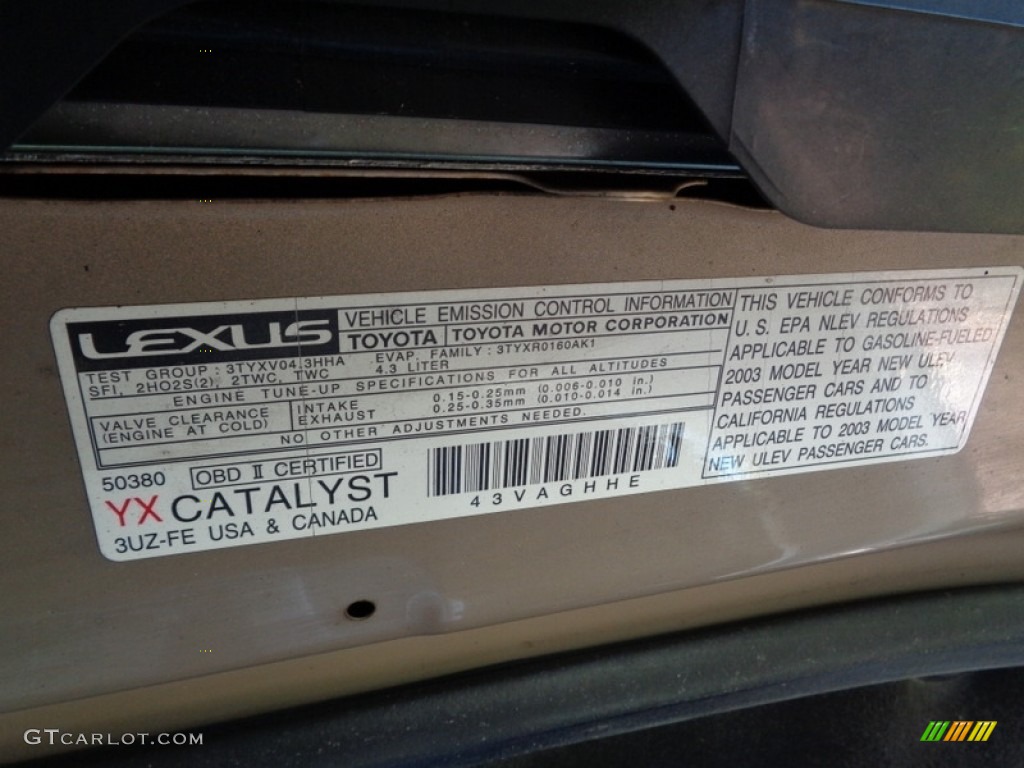 LEXUS
VEHICLE EMISSION CONTROL INFORMATION
TOYOTA TOYOTA MOTOR CORPORATION
TEST GROUP : 3TYXV04.3HHA EVAP. FAMILY : 3TYXR0160AK1
SFI, 2HO2S(2), 2TWC, TWC 4.3 LITER
ENGINE TUNE-UP SPECIFICATIONS FOR ALL ALTITUDES
VALVE CLEARANCE INTAKE 0.15-0.25mm (0.006-0.010 in.)
(ENGINE AT COLD) EXHAUST 0.25-0.35mm (0.010-0.014 in.)
NO OTHER ADJUSTMENTS NEEDED.
50380 OBD II CERTIFIED
YX CATALYST
3UZ-FE USA & CANADA
43VAGHHE
THIS VEHICLE CONFORMS TO
U.S. EPA NLEV REGULATIONS
APPLICABLE TO GASOLINE-FUELED
2003 MODEL YEAR NEW ULEV
PASSENGER CARS AND TO
CALIFORNIA REGULATIONS
APPLICABLE TO 2003 MODEL YEAR
NEW ULEV PASSENGER CARS.
GTCARLOT.COM